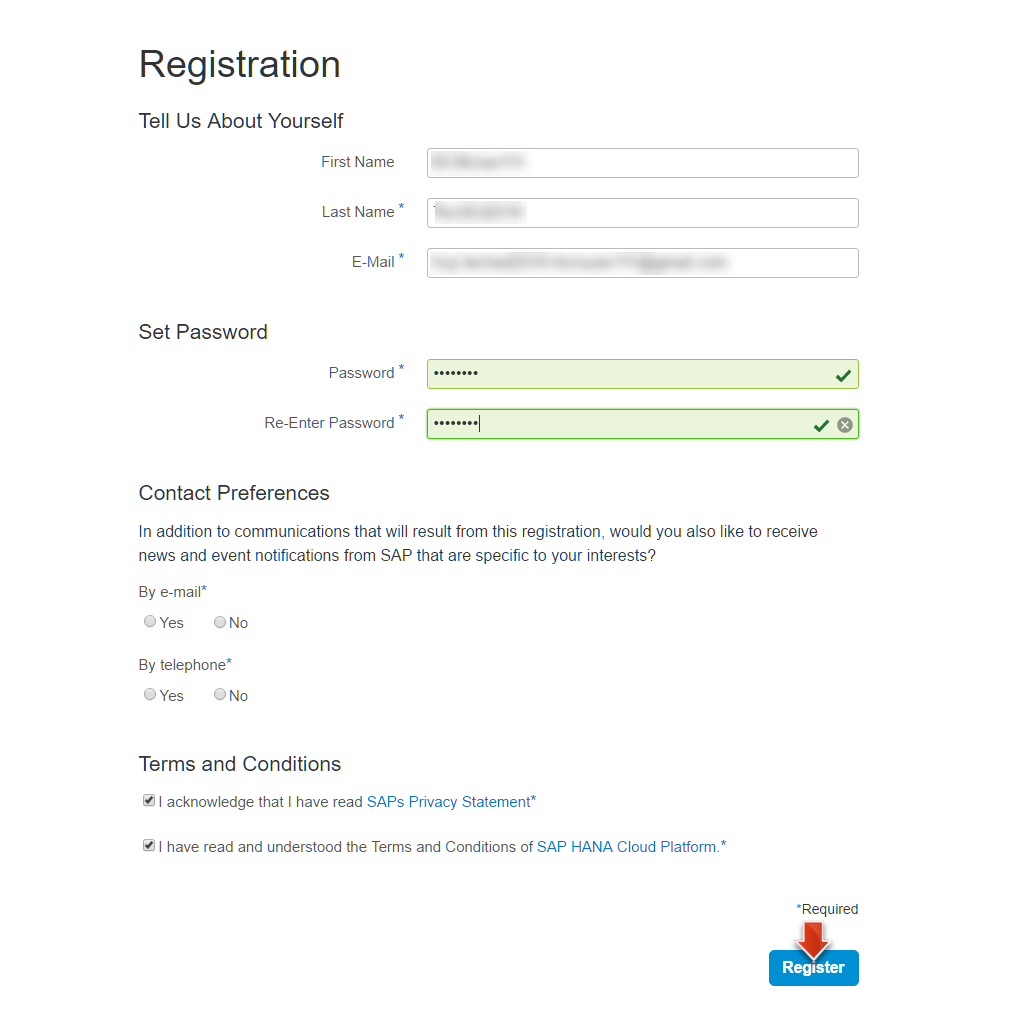 Registration
Tell Us About Yourself
First Name
Last Name *
E-Mail *
Set Password
Password * ••••••••
Re-Enter Password * ••••••••
Contact Preferences
In addition to communications that will result from this registration, would you also like to receive
news and event notifications from SAP that are specific to your interests?
By e-mail*
Yes No
By telephone*
Yes No
Terms and Conditions
I acknowledge that I have read SAPs Privacy Statement*
I have read and understood the Terms and Conditions of SAP HANA Cloud Platform.*
*Required
Register